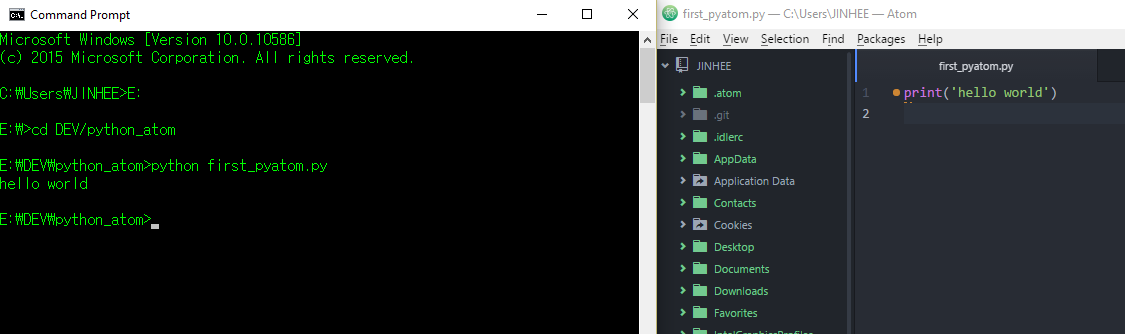 Command Prompt
Microsoft Windows [Version 10.0.10586]
(c) 2015 Microsoft Corporation. All rights reserved.
C:₩Users₩JINHEE>E:
E:₩>cd DEV/python_atom
E:₩DEV₩python_atom>python first_pyatom.py
hello world
E:₩DEV₩python_atom>
first_pyatom.py — C:\Users\JINHEE — Atom
File Edit View Selection Find Packages Help
JINHEE
.atom
.git
.idlerc
AppData
Application Data
Contacts
Cookies
Desktop
Documents
Downloads
Favorites
IntelGraphicsProfiles
first_pyatom.py
1 print('hello world')
2